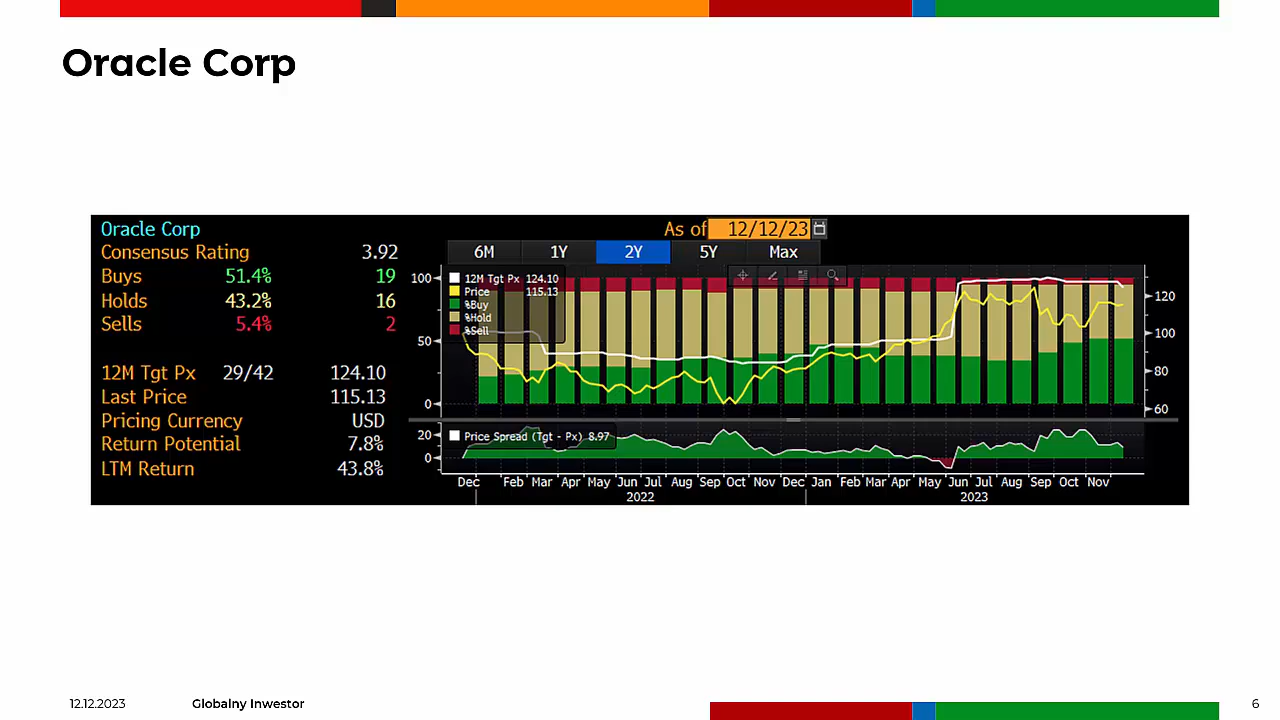 Oracle Corp
Oracle Corp
As of 12/12/23
Consensus Rating 3.92
Buys 51.4% 19
Holds 43.2% 16
Sells 5.4% 2
12M Tgt Px 29/42 124.10
Last Price 115.13
Pricing Currency USD
Return Potential 7.8%
LTM Return 43.8%
6M 1Y 2Y 5Y Max
12M Tgt Px 124.10
Price 115.13
%Buy
%Hold
%Sell
100
50
0
120
100
80
60
Price Spread (Tgt - Px) 8.97
20
0
Dec Feb Mar Apr May Jun Jul Aug Sep Oct Nov Dec Jan Feb Mar Apr May Jun Jul Aug Sep Oct Nov
2022 2023
12.12.2023 Globalny Inwestor 6